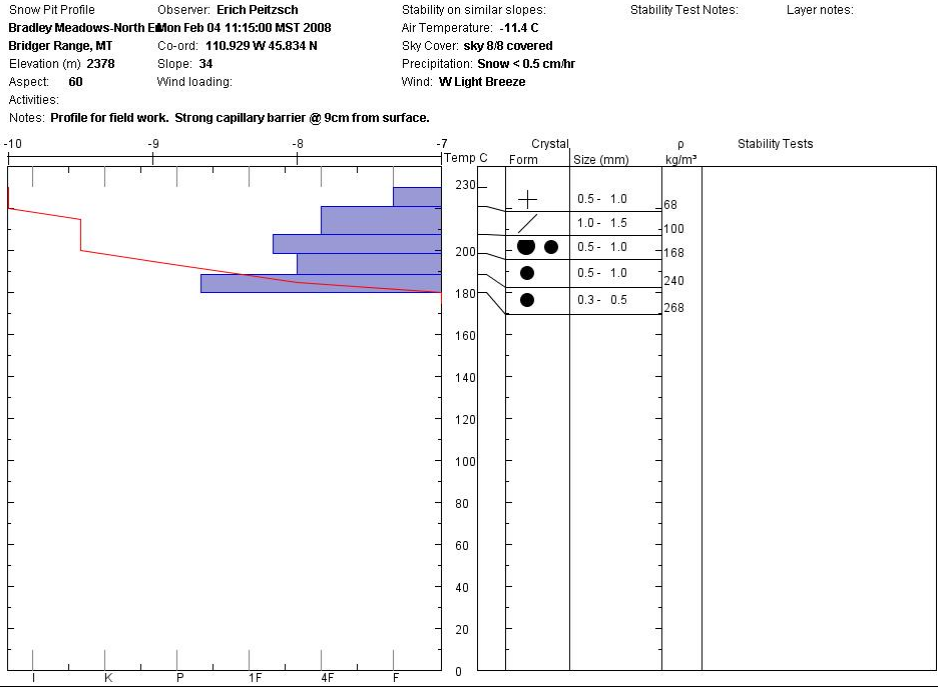 Snow Pit Profile Observer: Erich Peitzsch Stability on similar slopes: Stability Test Notes: Layer notes:
Bradley Meadows-North Mon Feb 04 11:15:00 MST 2008 Air Temperature: -11.4 C
Bridger Range, MT Co-ord: 110.929 W 45.834 N Sky Cover: sky 8/8 covered
Elevation (m) 2378 Slope: 34 Precipitation: Snow < 0.5 cm/hr
Aspect: 60 Wind loading: Wind: W Light Breeze
Activities:
Notes: Profile for field work. Strong capillary barrier @ 9cm from surface.
-10 -9 -8 -7 Crystal ρ Stability Tests
Temp C Form Size (mm) kg/m³
230
0.5 - 1.0
68
1.0 - 1.5
100
200 0.5 - 1.0 168
0.5 - 1.0
240
180 0.3 - 0.5
268
160
140
120
100
80
60
40
20
0
I K P 1F 4F F